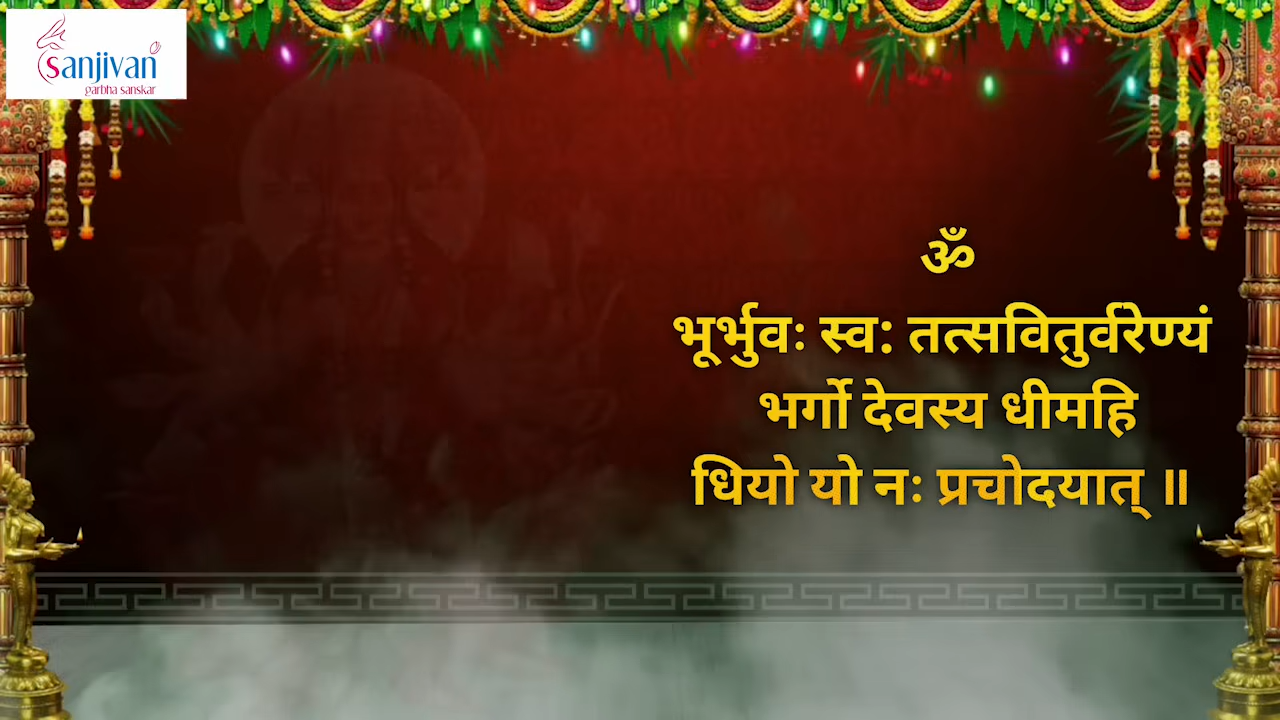 Sanjivan
garbha sanskar
ॐ
भूर्भुवः स्व: तत्सवितुर्वरेण्यं
भर्गो देवस्य धीमहि
धियो यो नः प्रचोदयात् ॥